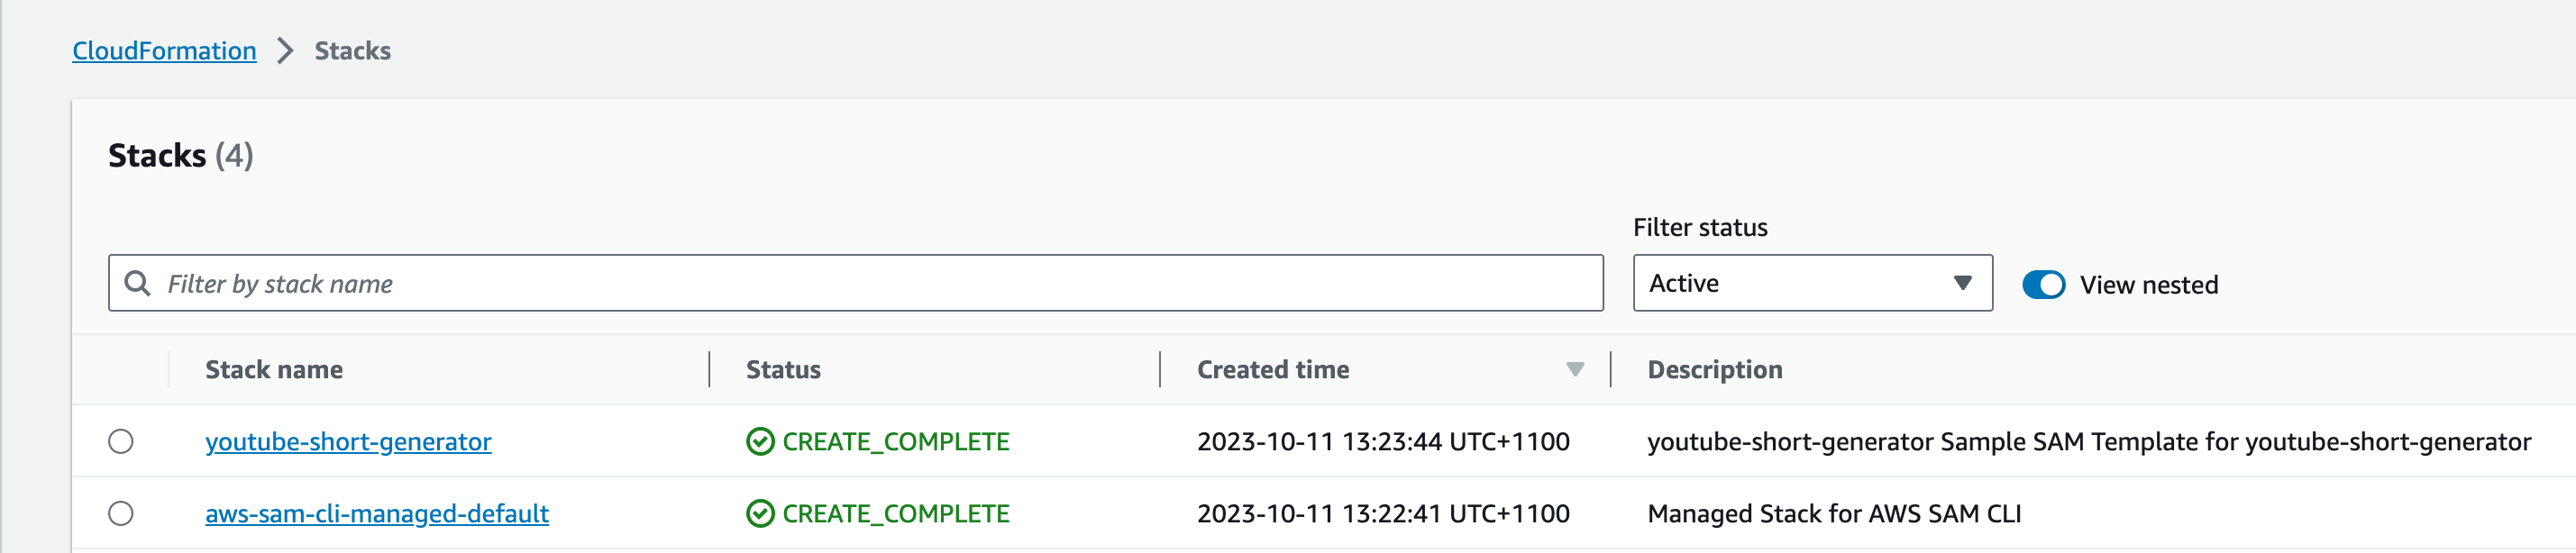 CloudFormation > Stacks
Stacks (4)
Filter status
Filter by stack name Active View nested
Stack name Status Created time Description
youtube-short-generator CREATE_COMPLETE 2023-10-11 13:23:44 UTC+1100 youtube-short-generator Sample SAM Template for youtube-short-generator
aws-sam-cli-managed-default CREATE_COMPLETE 2023-10-11 13:22:41 UTC+1100 Managed Stack for AWS SAM CLI